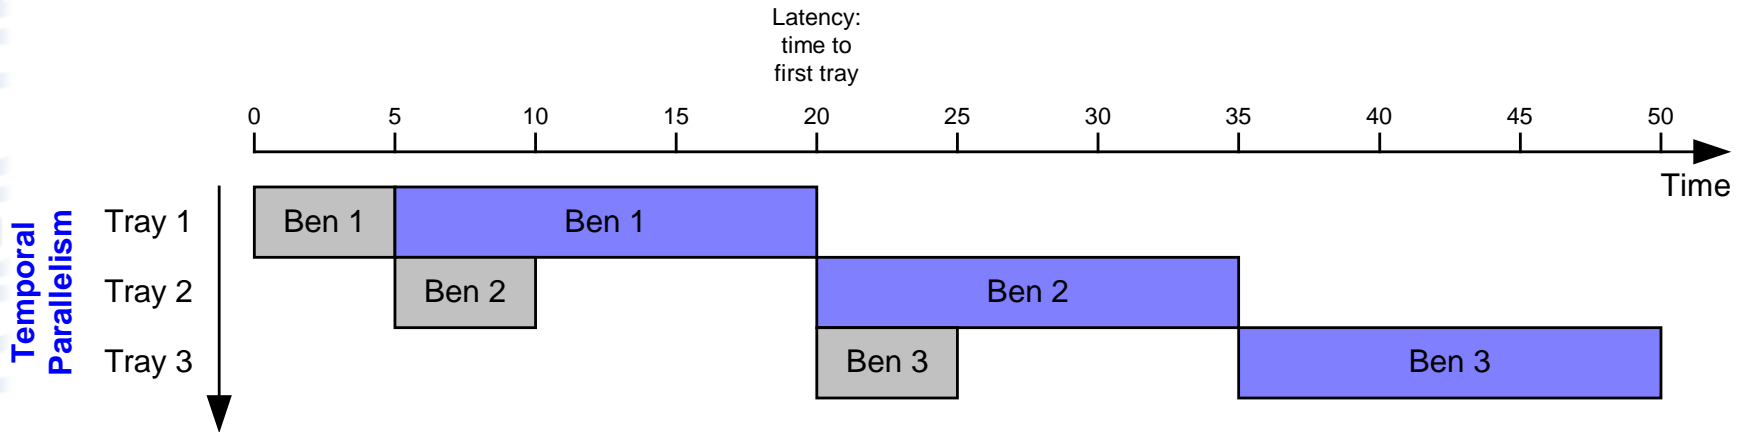 Latency:
time to
first tray
0 5 10 15 20 25 30 35 40 45 50
Time
Temporal
Parallelism
Tray 1 Ben 1 Ben 1
Tray 2 Ben 2 Ben 2
Tray 3 Ben 3 Ben 3